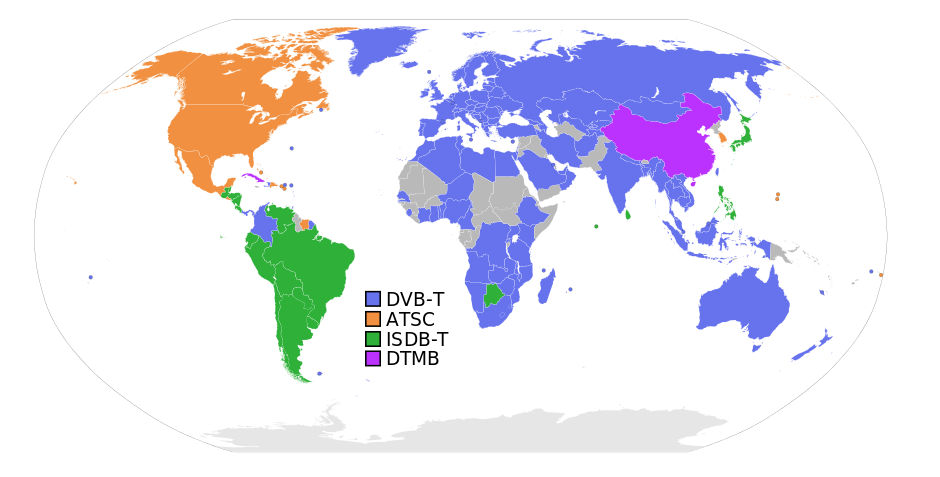 DVB-T
ATSC
ISDB-T
DTMB